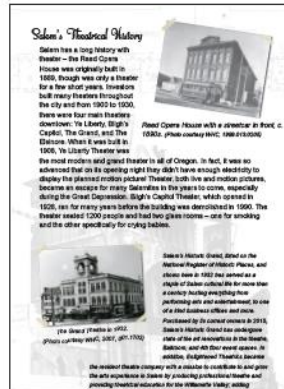 Salem's Theatrical History
Salem has a long history with
theater – the Reed Opera
House was originally built in
1869, though was only a theater
for a few short years. Investors
built many theaters throughout
the city and from 1900 to 1930,
there were four main theaters
downtown: Ye Liberty, Bligh's
Capitol, The Grand, and The
Elsinore. When it was built in
1908, Ye Liberty Theater was
the most modern and grand theater in all of Oregon. In fact, it was so
advanced that on its opening night they didn't have enough electricity to
display the planned motion picture! Theater, both live and motion pictures,
became an escape for many Salemites in the years to come, especially
during the Great Depression. Bligh's Capitol Theater, which opened in
1926, ran for many years before the building was demolished in 1990. The
theater seated 1200 people and had two glass rooms – one for smoking
and the other specifically for crying babies.
Reed Opera House with a streetcar in front, c.
1890s. (Photo courtesy WHC,
Salem's Historic Grand, listed on the
National Register of Historic Places, and
shown here in 1932 has served as a
staple of Salem cultural life for more than
a century hosting everything from
performing arts and entertainment, to one
of a kind business offices and more.
Purchased by its current owners in 2015,
Salem's Historic Grand has undergone
state of the art renovations in the theatre,
Ballroom, and 4th floor event spaces. In
addition, Enlightened Theatrics became
the resident theatre company with a mission to contribute to and grow
the arts experience in Salem by producing professional theatre and
providing theatrical education for the Willamette Valley; adding
The Grand Theatre in 1932.
(Photo courtesy WHC, 2007.001.1703)